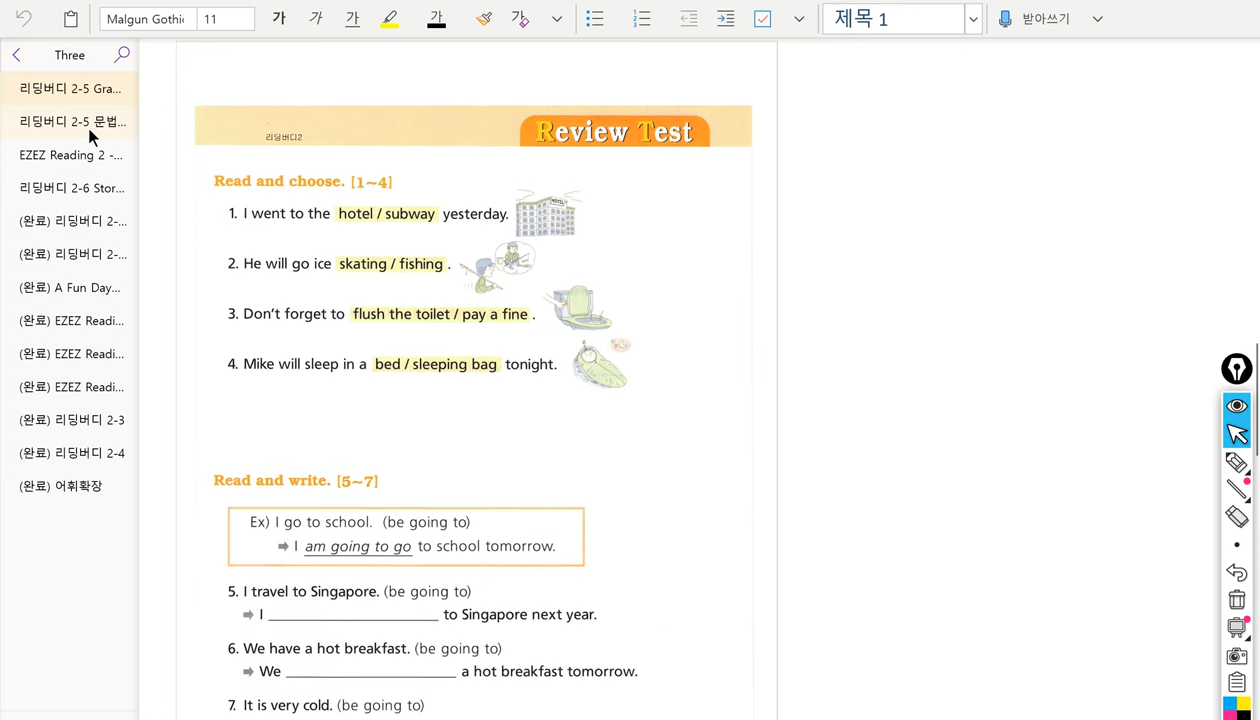 Malgun Gothic
11
가
가
가
가
가
제목 1
받아쓰기
Three
리딩버디 2-5 Gra...
리딩버디 2-5 문법...
EZEZ Reading 2 -...
리딩버디 2-6 Stor...
(완료) 리딩버디 2-...
(완료) 리딩버디 2-...
(완료) A Fun Day...
(완료) EZEZ Readi...
(완료) EZEZ Readi...
(완료) EZEZ Readi...
(완료) 리딩버디 2-3
(완료) 리딩버디 2-4
(완료) 어휘확장
리딩버디2
Review Test
Read and choose. [1~4]
1. I went to the hotel / subway yesterday.
HOTEL
2. He will go ice skating / fishing .
3. Don't forget to flush the toilet / pay a fine .
4. Mike will sleep in a bed / sleeping bag tonight.
Read and write. [5~7]
Ex) I go to school. (be going to)
➡ I am going to go to school tomorrow.
5. I travel to Singapore. (be going to)
➡ I ____________________ to Singapore next year.
6. We have a hot breakfast. (be going to)
➡ We ____________________ a hot breakfast tomorrow.
7. It is very cold. (be going to)